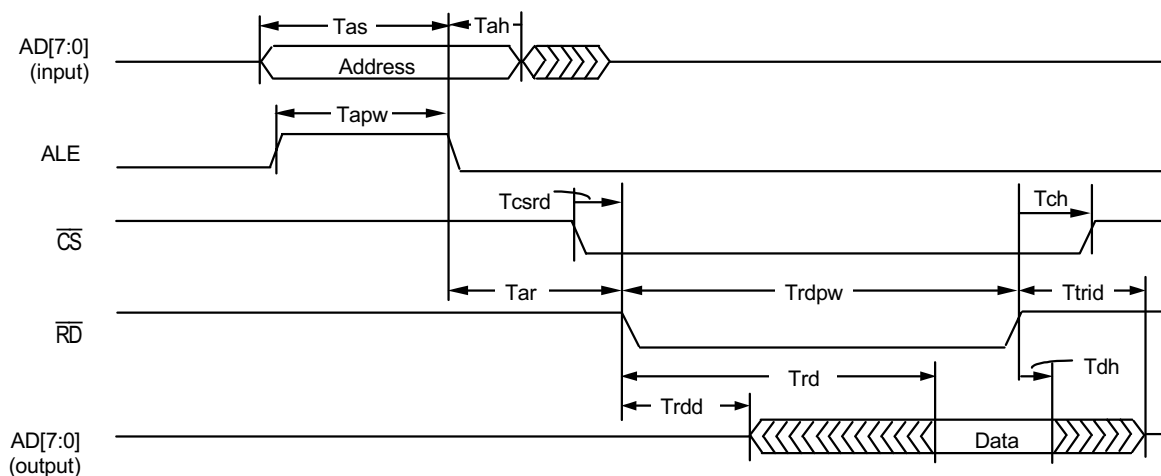 Tas
Tah
AD[7:0]
(input)
Address
Tapw
ALE
Tcsrd
Tch
CS
Tar
Trdpw
Ttrid
RD
Trd
Tdh
Trdd
AD[7:0]
(output)
Data